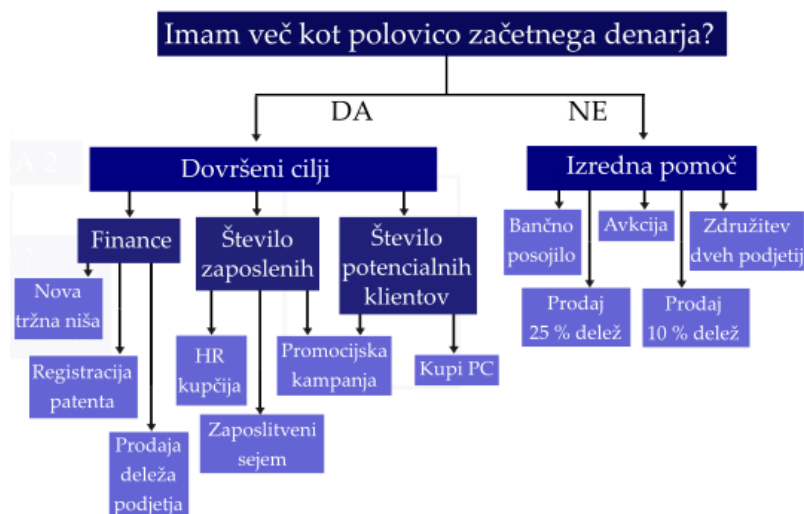 Imam več kot polovico začetnega denarja?
DA
NE
Dovršeni cilji
Izredna pomoč
Finance
Število
zaposlenih
Število
potencialnih
klientov
Bančno
posojilo
Avkcija
Združitev
dveh podjetij
Prodaj
25 % delež
Prodaj
10 % delež
Nova
tržna niša
Registracija
patenta
Prodaja
deleža
podjetja
HR
kupčija
Zaposlitveni
sejem
Promocijska
kampanja
Kupi PC